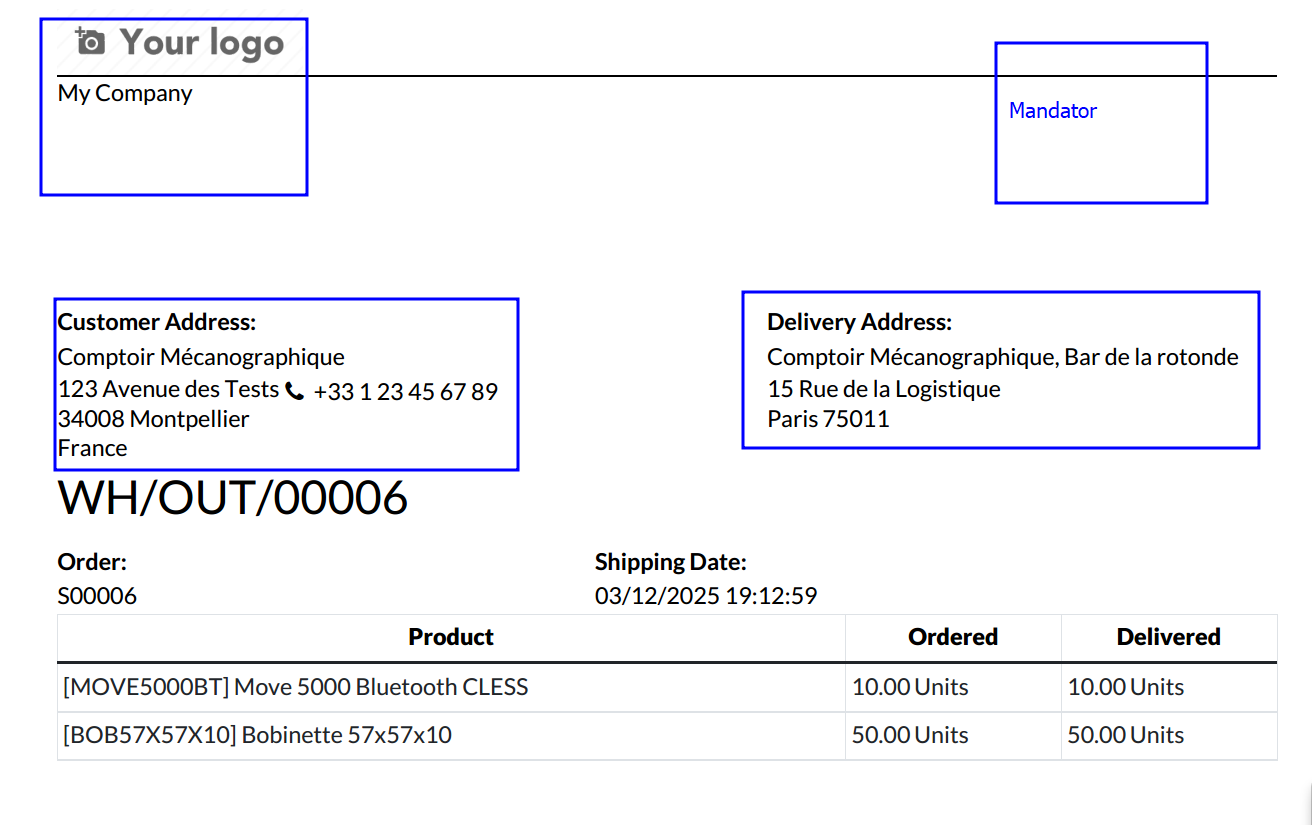 Your logo
My Company
Mandator
Customer Address:
Comptoir Mécanographique
123 Avenue des Tests +33 1 23 45 67 89
34008 Montpellier
France
Delivery Address:
Comptoir Mécanographique, Bar de la rotonde
15 Rue de la Logistique
Paris 75011
WH/OUT/00006
Order:
S00006
Shipping Date:
03/12/2025 19:12:59
Product Ordered Delivered
[MOVE5000BT] Move 5000 Bluetooth CLESS 10.00 Units 10.00 Units
[BOB57X57X10] Bobinette 57x57x10 50.00 Units 50.00 Units